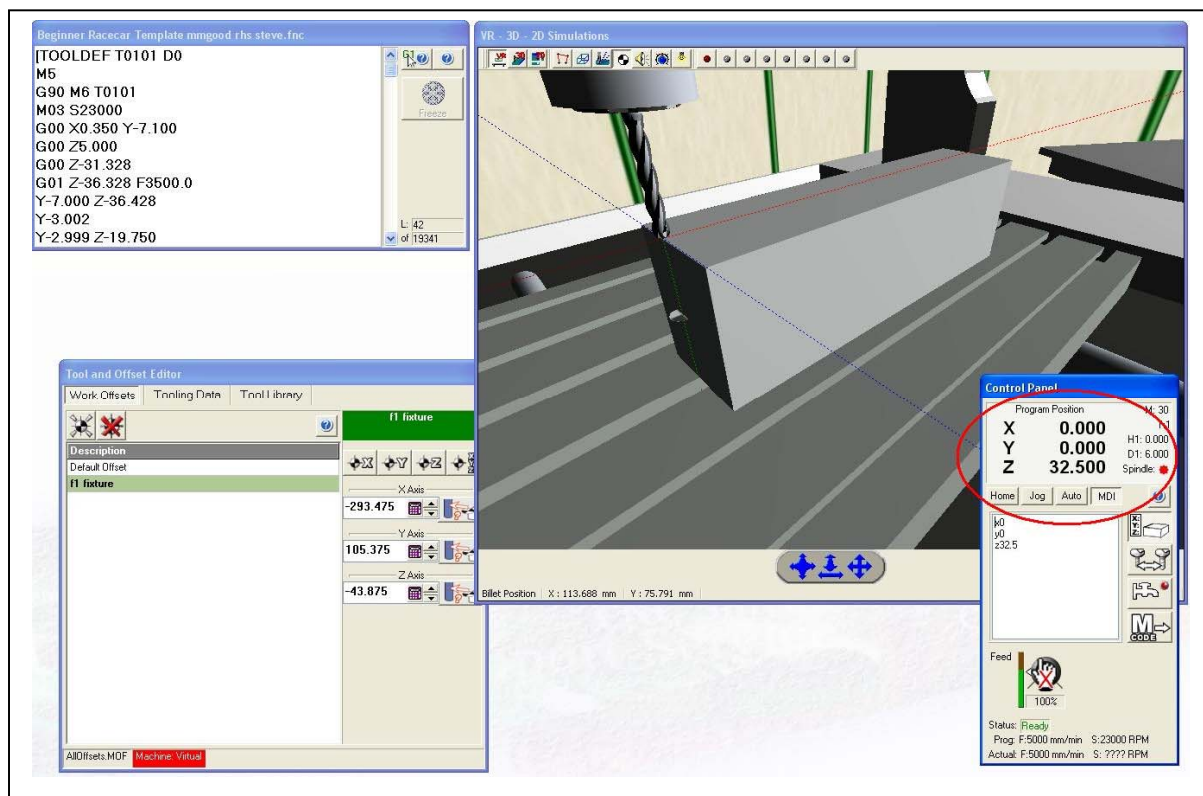 Beginner Racecar Template mmgood rhs steve.fnc
[TOOLDEF T0101 D0
M5
G90 M6 T0101
M03 S23000
G00 X0.350 Y-7.100
G00 Z5.000
G00 Z-31.328
G01 Z-36.328 F3500.0
Y-7.000 Z-36.428
Y-3.002
Y-2.999 Z-19.750
Freeze
L: 42
of 19341
VR - 3D - 2D Simulations
Billet Position X : 113.688 mm Y : 75.791 mm
Tool and Offset Editor
Work Offsets Tooling Data Tool Library
f1 fixture
Description
Default Offset
f1 fixture
X Y Z
X Axis
-293.475
Y Axis
105.375
Z Axis
-43.875
AllOffsets.MOF Machine: Virtual
Control Panel
Program Position M: 30
X 0.000
Y 0.000 H1: 0.000
D1: 6.000
Z 32.500 Spindle:
Home Jog Auto MDI
x0
y0
z32.5
X:
Y:
Z:
M
CODE
Feed
100%
Status: Ready
Prog: F:5000 mm/min S:23000 RPM
Actual: F:5000 mm/min S: ???? RPM